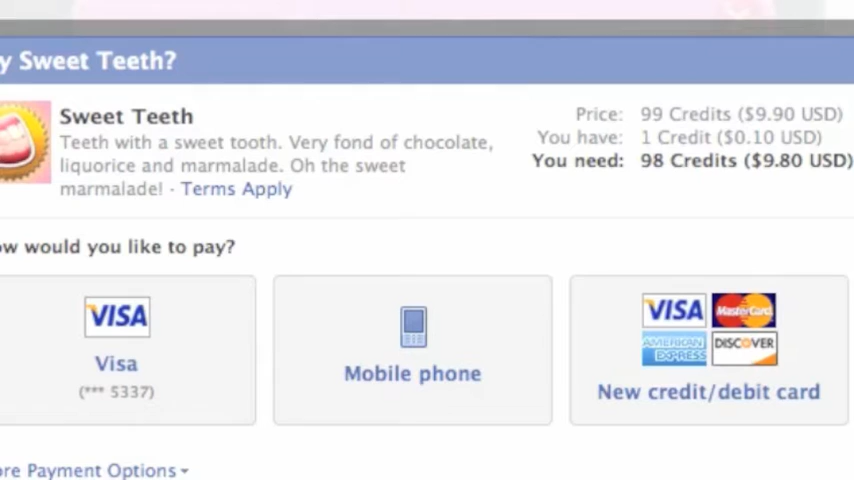 y Sweet Teeth?
Sweet Teeth
Teeth with a sweet tooth. Very fond of chocolate,
liquorice and marmalade. Oh the sweet
marmalade! · Terms Apply
Price: 99 Credits ($9.90 USD)
You have: 1 Credit ($0.10 USD)
You need: 98 Credits ($9.80 USD)
ow would you like to pay?
VISA
Visa
(*** 5337)
Mobile phone
VISA MasterCard
AMERICAN EXPRESS DISCOVER
New credit/debit card
ore Payment Options